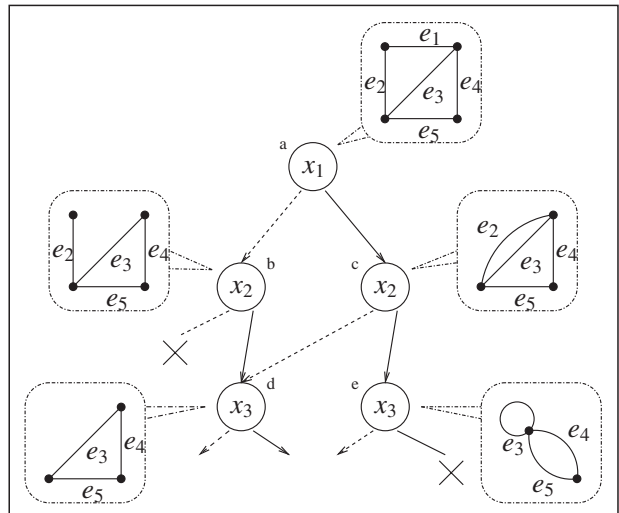 e₁
e₂ e₃ e₄
e₅
a
x₁
e₂ e₃ e₄
e₅
b
x₂
c
x₂
e₂ e₃ e₄
e₅
d
x₃
e
x₃
e₃ e₄
e₅
e₃ e₄
e₅